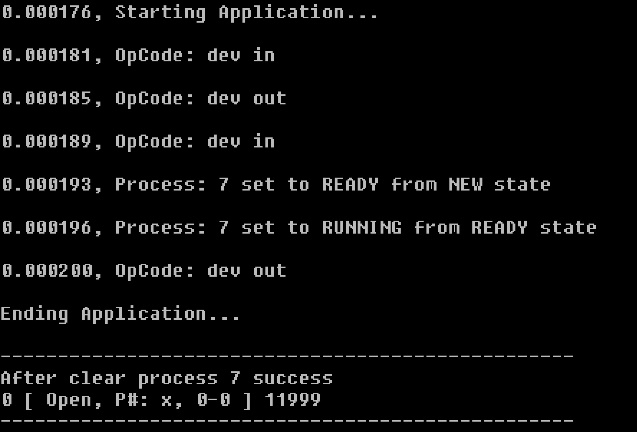 0.000176, Starting Application...
0.000181, OpCode: dev in
0.000185, OpCode: dev out
0.000189, OpCode: dev in
0.000193, Process: 7 set to READY from NEW state
0.000196, Process: 7 set to RUNNING from READY state
0.000200, OpCode: dev out
Ending Application...
--------------------------------------------------
After clear process 7 success
0 [ Open, P#: x, 0-0 ] 11999
--------------------------------------------------